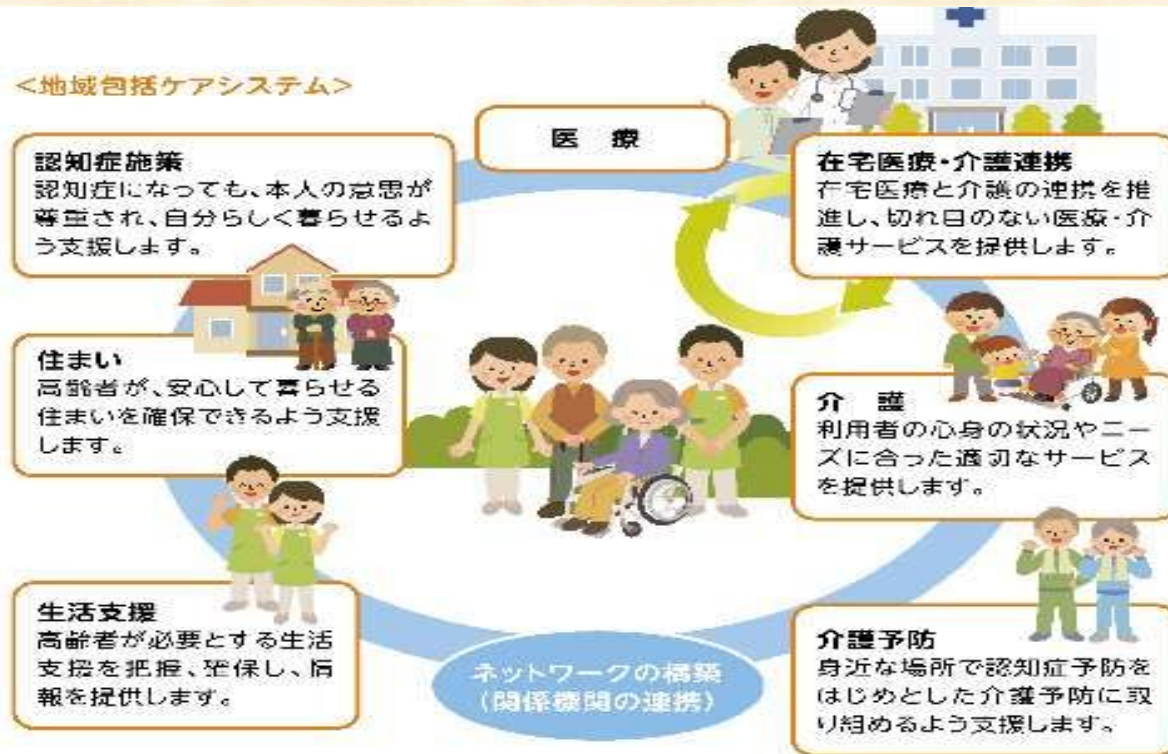 <地域包括ケアシステム>
医 療
認知症施策
認知症になっても、本人の意思が
尊重され、自分らしく暮らせるよ
う支援します。
在宅医療・介護連携
在宅医療と介護の連携を推
進し、切れ目のない医療・介
護サービスを提供します。
住まい
高齢者が、安心して暮らせる
住まいを確保できるよう支援
します。
介 護
利用者の心身の状況やニー
ズに合った適切なサービス
を提供します。
生活支援
高齢者が必要とする生活
支援を把握、確保し、情
報を提供します。
ネットワークの構築
(関係機関の連携)
介護予防
身近な場所で認知症予防を
はじめとした介護予防に取
り組めるよう支援します。